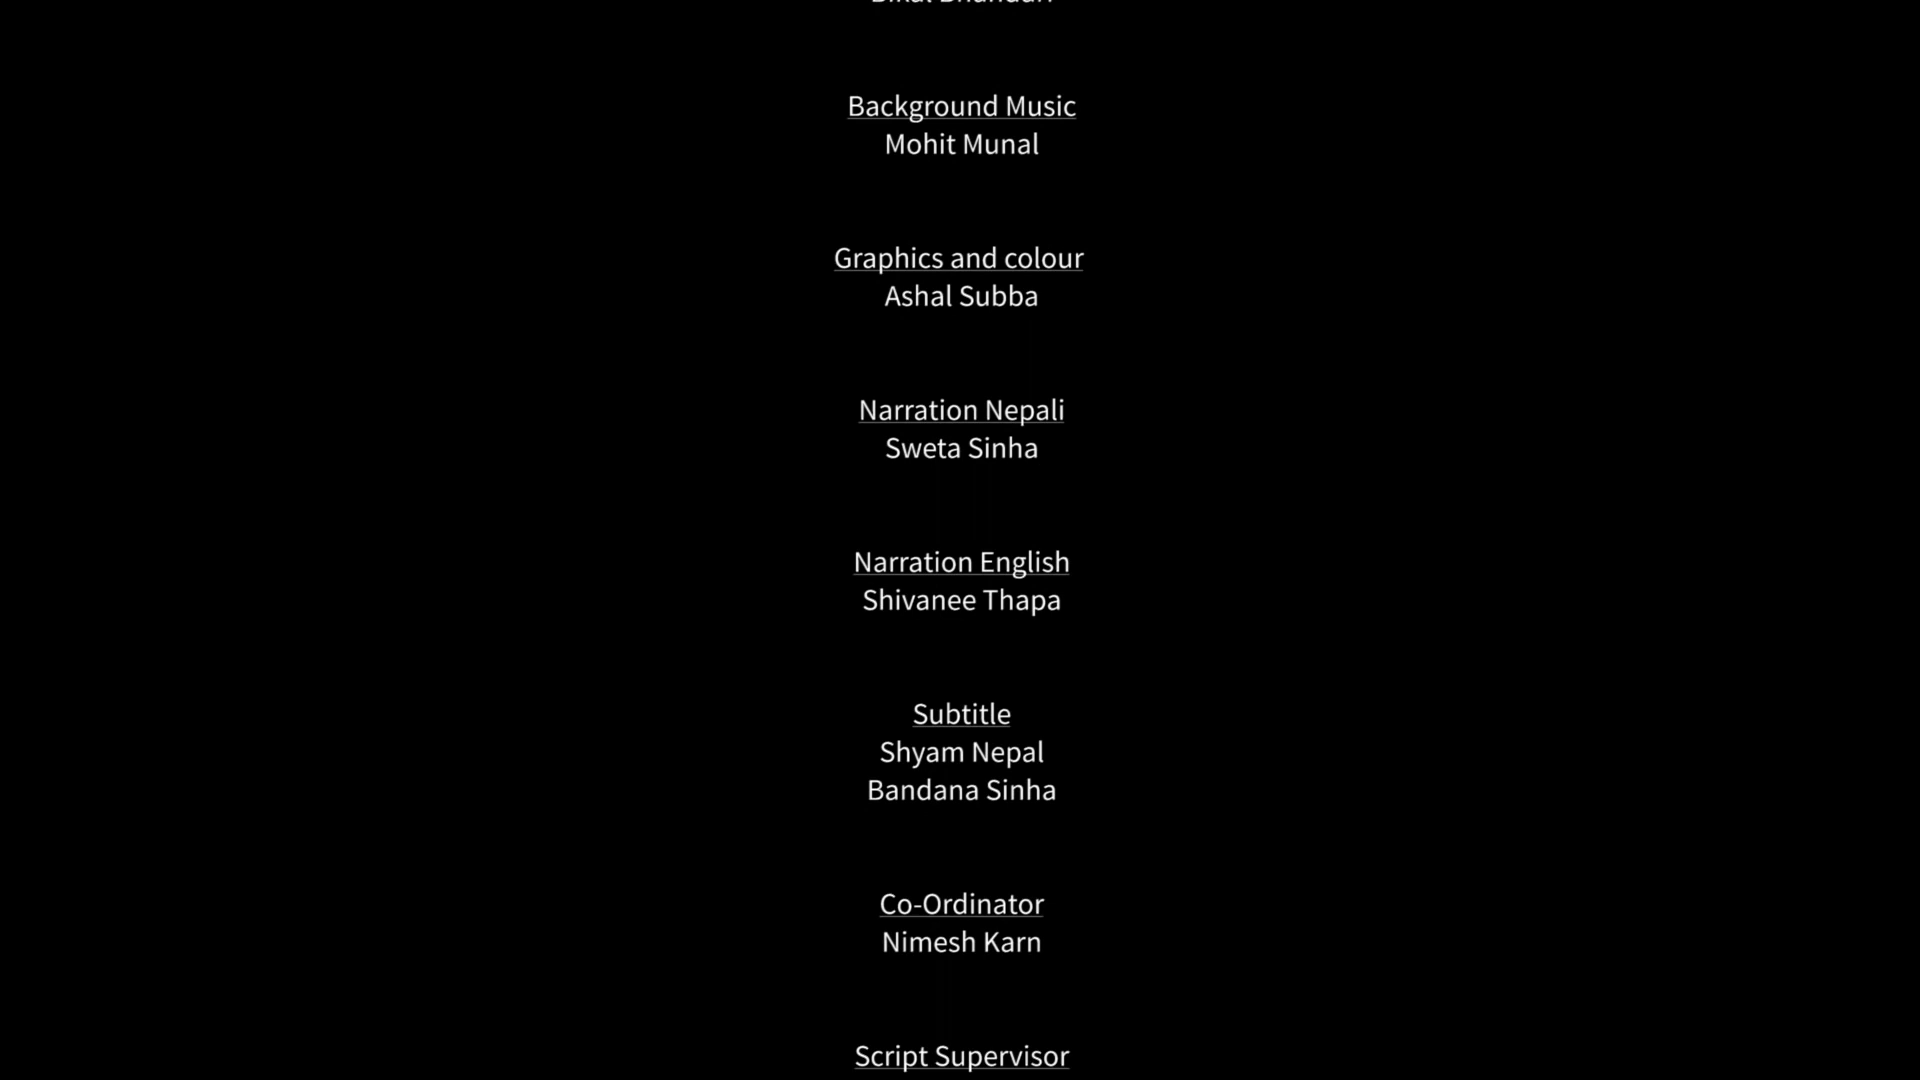 Background Music
Mohit Munal
Graphics and colour
Ashal Subba
Narration Nepali
Sweta Sinha
Narration English
Shivanee Thapa
Subtitle
Shyam Nepal
Bandana Sinha
Co-Ordinator
Nimesh Karn
Script Supervisor